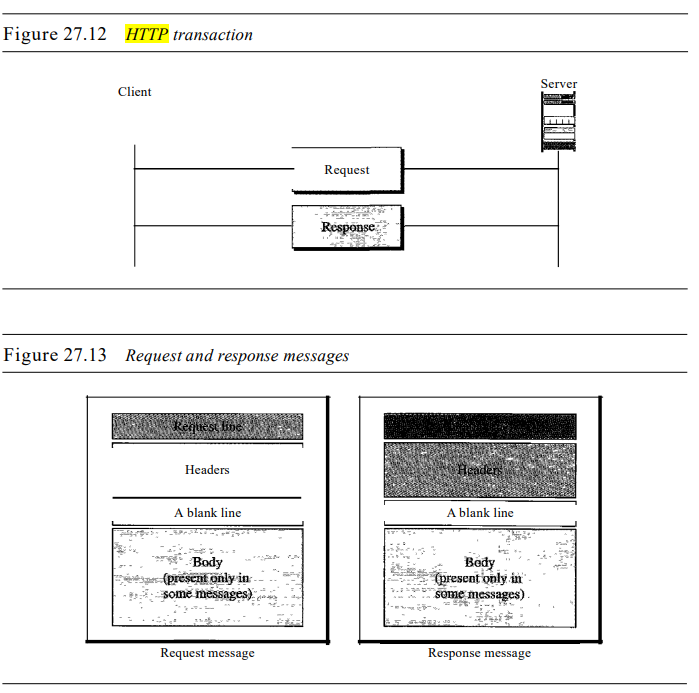 Figure 27.12 HTTP transaction
Client
Server
Request
Response
Figure 27.13 Request and response messages
Request line
Headers
A blank line
Body
(present only in
some messages)
Request message
Headers
A blank line
Body
(present only in
some messages)
Response message